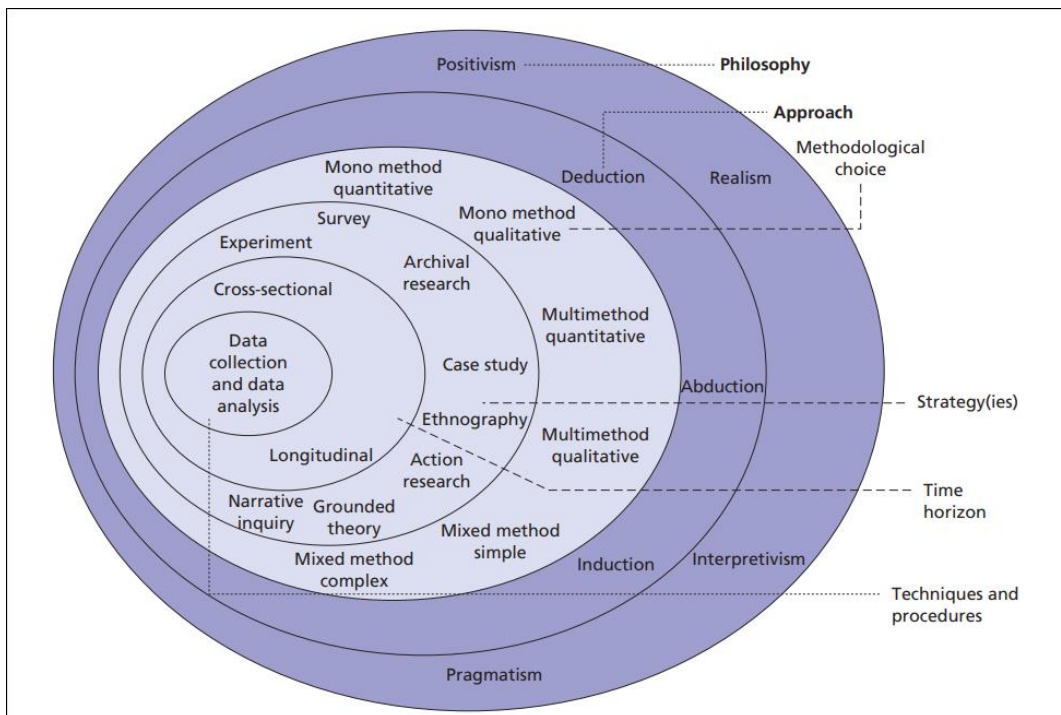 Positivism
Philosophy
Approach
Methodological
choice
Mono method
quantitative
Deduction
Realism
Survey
Mono method
qualitative
Experiment
Archival
research
Cross-sectional
Multimethod
quantitative
Data
collection
and data
analysis
Case study
Abduction
Strategy(ies)
Ethnography
Multimethod
qualitative
Longitudinal
Action
research
Time
horizon
Narrative
inquiry
Grounded
theory
Mixed method
simple
Mixed method
complex
Induction
Interpretivism
Techniques and
procedures
Pragmatism